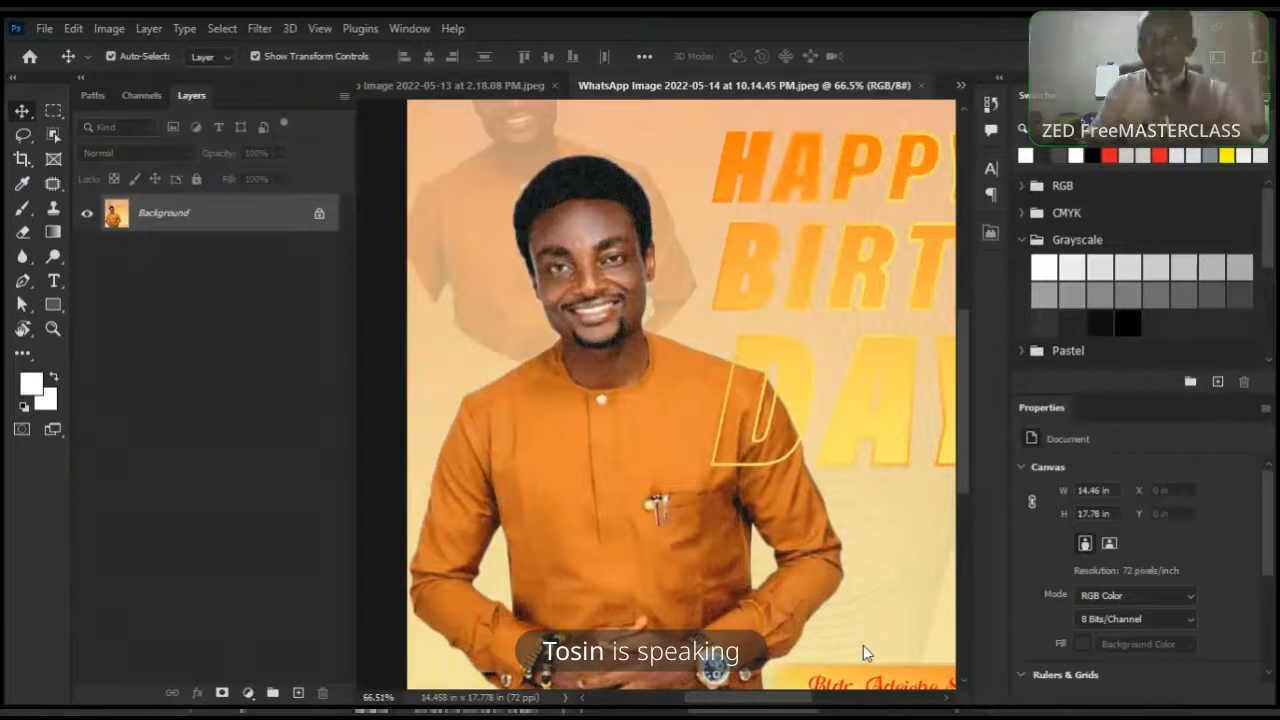 Ps File Edit Image Layer Type Select Filter 3D View Plugins Window Help
Auto-Select: Layer Show Transform Controls 3D Mode:
Image 2022-05-13 at 2.18.08 PM.jpeg × WhatsApp Image 2022-05-14 at 10.14.45 PM.jpeg @ 66.5% (RGB/8#) ×
Paths Channels Layers
Kind
Normal Opacity: 100%
Lock: Fill: 100%
Background
HAPPY
BIRT
DAY
Bldr. Adeigbe S
Tosin is speaking
66.51% 14.458 in x 17.778 in (72 ppi)
ZED FreeMASTERCLASS
RGB
CMYK
Grayscale
Pastel
Properties
Document
Canvas
W 14.46 in X 0 in
H 17.78 in Y 0 in
Resolution: 72 pixels/inch
Mode RGB Color
8 Bits/Channel
Fill Background Color
Rulers & Grids